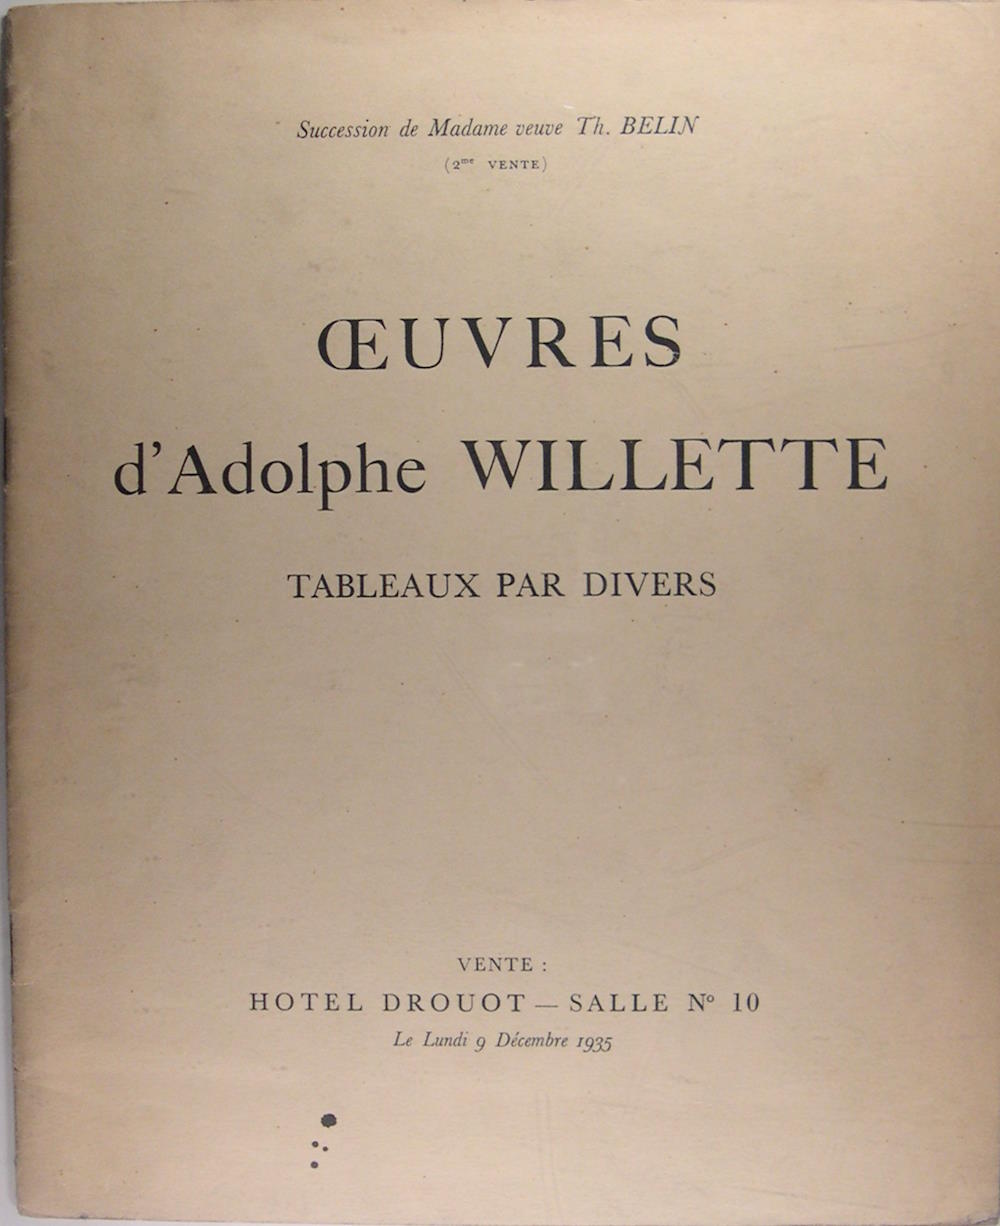 Succession de Madame veuve Th. BELIN
(2me VENTE)
ŒUVRES
d'Adolphe WILLETTE
TABLEAUX PAR DIVERS
VENTE :
HOTEL DROUOT — SALLE Nº 10
Le Lundi 9 Décembre 1935